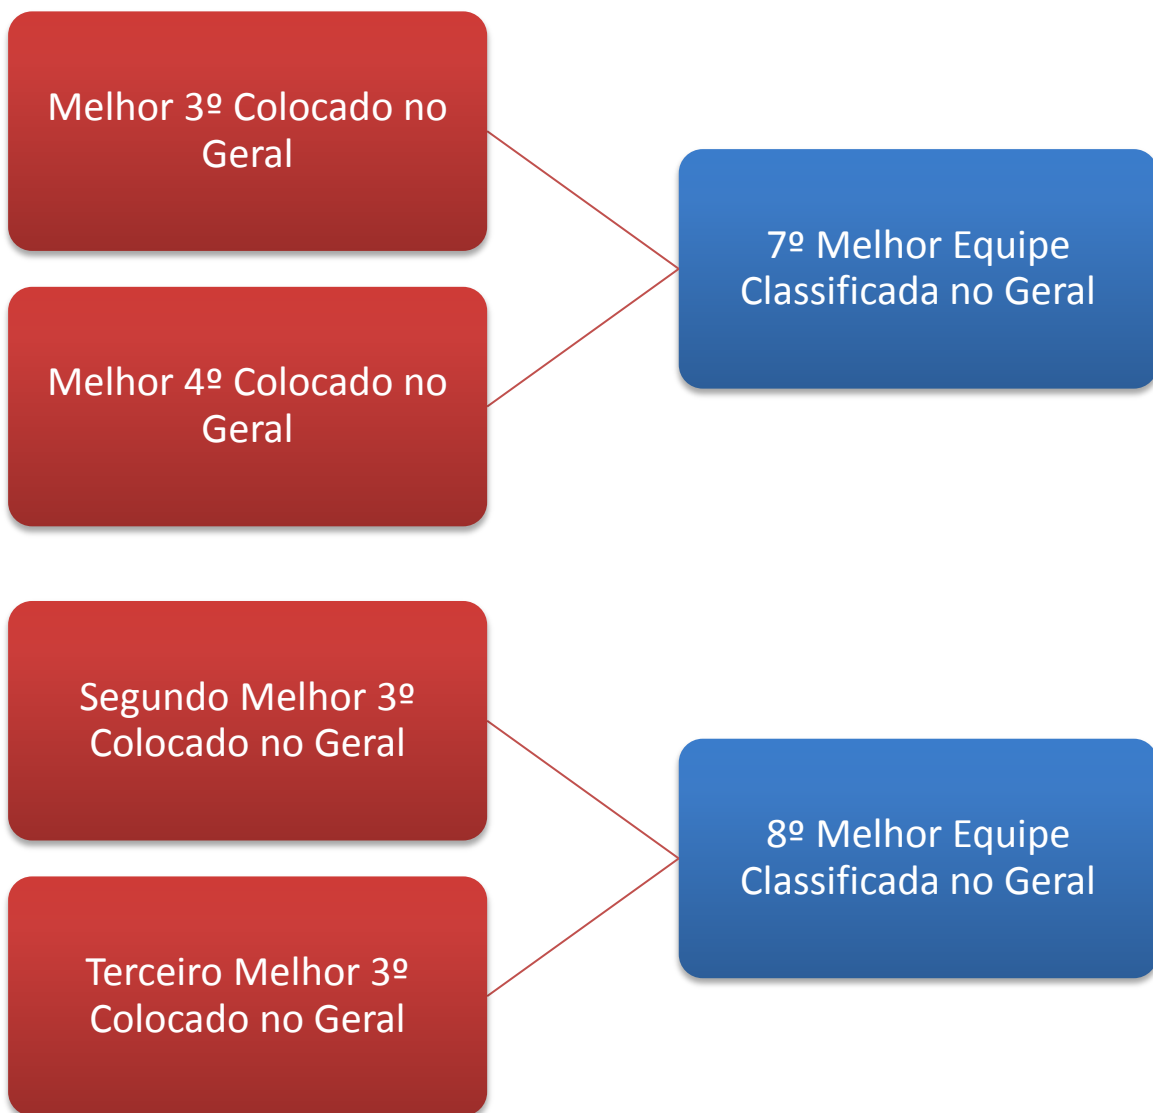 Melhor 3º Colocado no
Geral
7º Melhor Equipe
Classificada no Geral
Melhor 4º Colocado no
Geral
Segundo Melhor 3º
Colocado no Geral
8º Melhor Equipe
Classificada no Geral
Terceiro Melhor 3º
Colocado no Geral